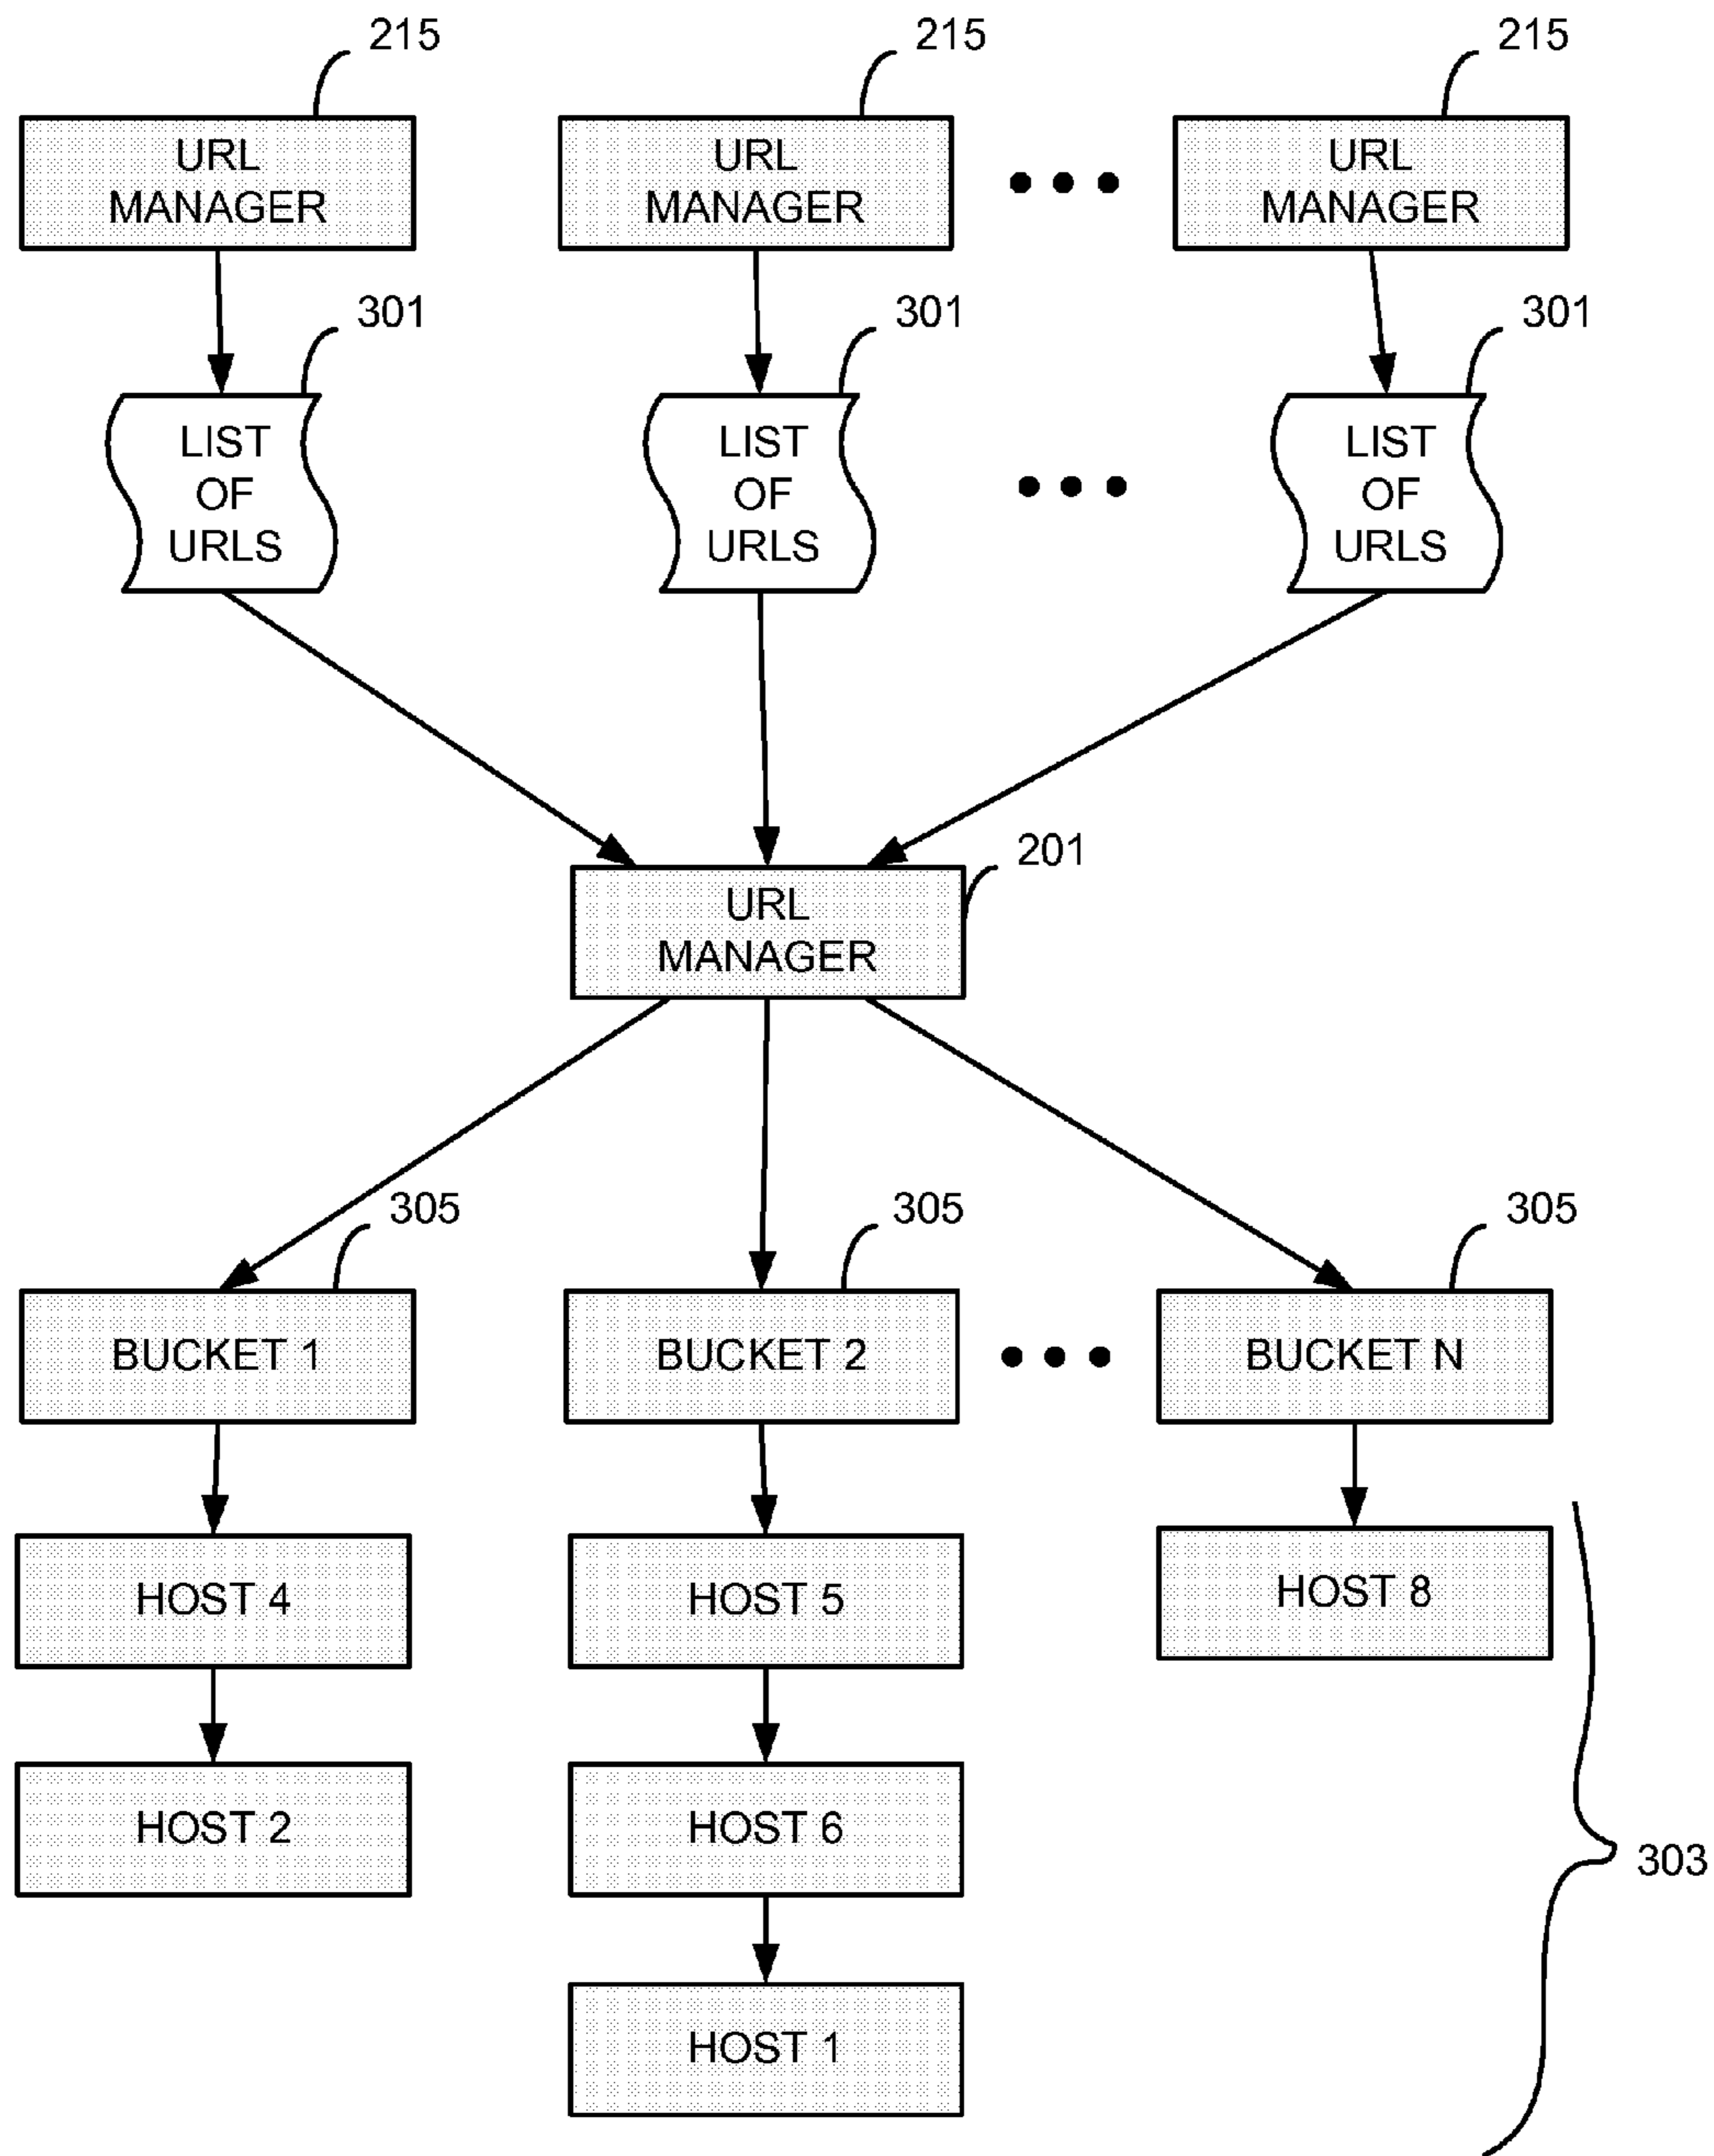 215
215
215
URL
MANAGER
URL
MANAGER
URL
MANAGER
301
301
301
LIST
OF
URLS
LIST
OF
URLS
LIST
OF
URLS
201
URL
MANAGER
305
305
305
BUCKET 1
BUCKET 2
BUCKET N
HOST 4
HOST 5
HOST 8
HOST 2
HOST 6
303
HOST 1